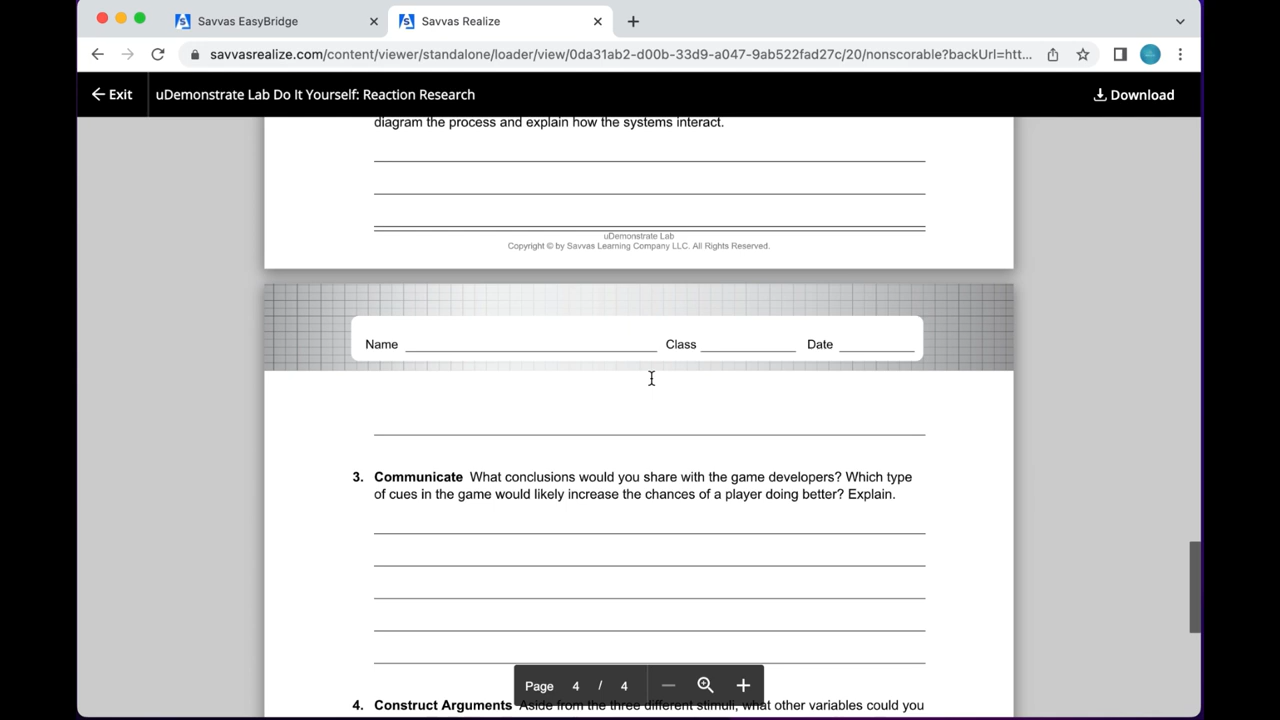 Savvas EasyBridge
Savvas Realize
savvasrealize.com/content/viewer/standalone/loader/view/0da31ab2-d00b-33d9-a047-9ab522fad27c/20/nonscorable?backUrl=htt...
Exit
uDemonstrate Lab Do It Yourself: Reaction Research
Download
diagram the process and explain how the systems interact.
uDemonstrate Lab
Copyright © by Savvas Learning Company LLC. All Rights Reserved.
Name Class Date
3. Communicate What conclusions would you share with the game developers? Which type
of cues in the game would likely increase the chances of a player doing better? Explain.
Page 4 / 4
4. Construct Arguments Aside from the three different stimuli, what other variables could you